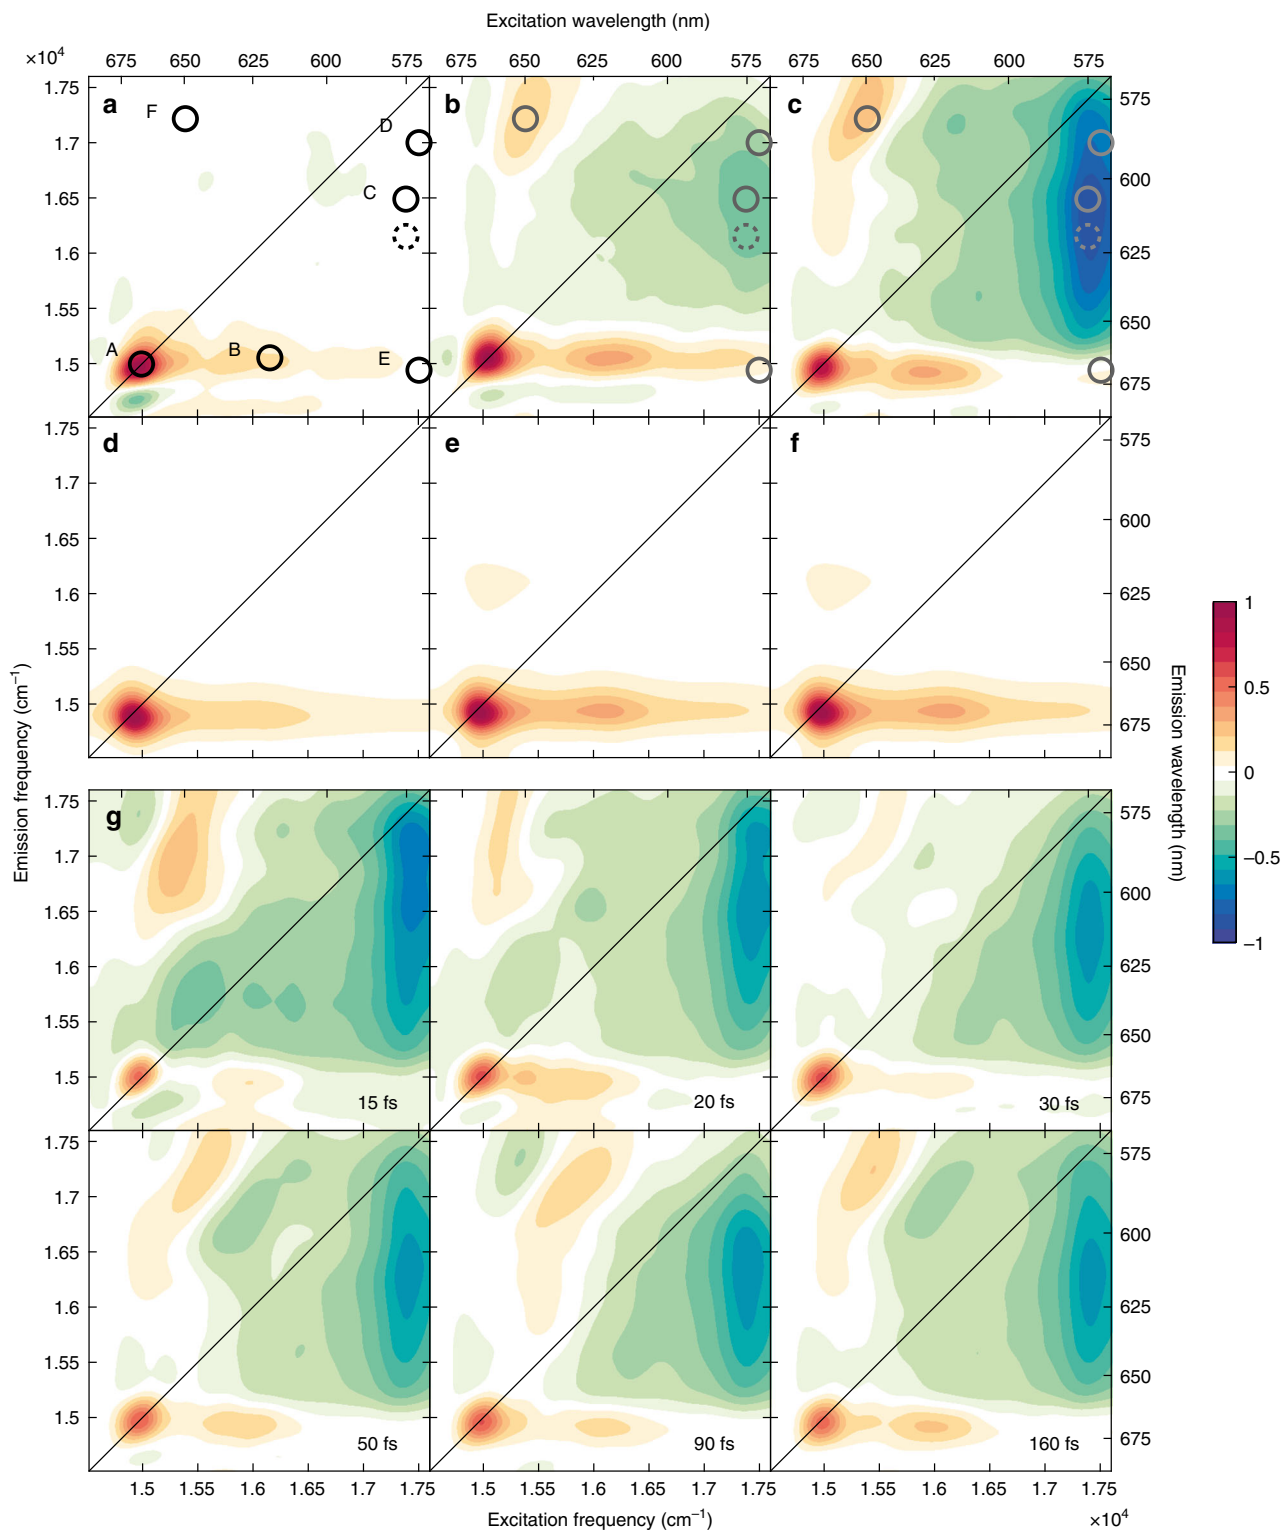 Excitation wavelength (nm)
×10⁴
675 650 625 600 575 675 650 625 600 575 675 650 625 600 575
1.75 a F D b c 575
1.7
C 600
1.65
1.6 625
1.55 650
A B E
1.5 675
1.75 d e f 575
1.7
600
1.65
1.6 625
1.55 650
1.5 675
Emission frequency (cm⁻¹)
Emission wavelength (nm)
1
0.5
0
−0.5
−1
1.75 g 575
1.7
600
1.65
1.6 625
1.55 650
1.5 675
15 fs 20 fs 30 fs
1.75 575
1.7
600
1.65
1.6 625
1.55 650
1.5 675
50 fs 90 fs 160 fs
1.5 1.55 1.6 1.65 1.7 1.75 1.5 1.55 1.6 1.65 1.7 1.75 1.5 1.55 1.6 1.65 1.7 1.75
Excitation frequency (cm⁻¹) ×10⁴